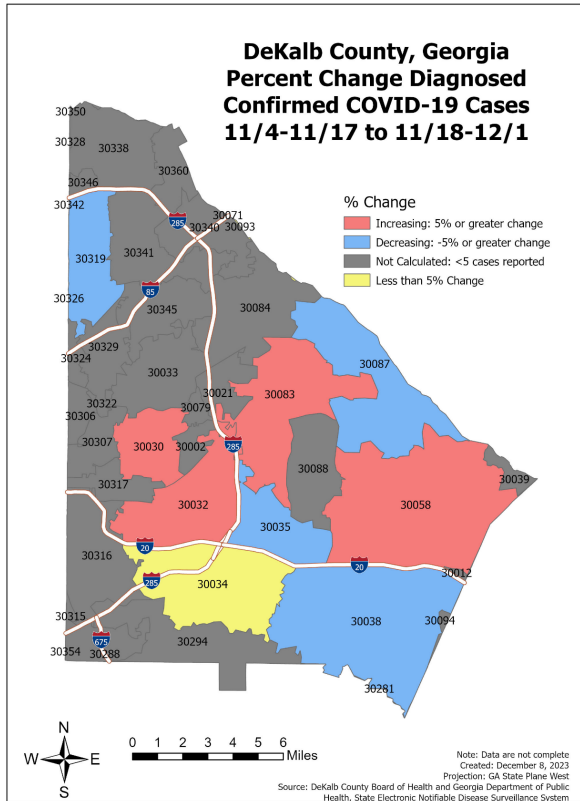 DeKalb County, Georgia
Percent Change Diagnosed
Confirmed COVID-19 Cases
11/4-11/17 to 11/18-12/1
% Change
Increasing: 5% or greater change
Decreasing: -5% or greater change
Not Calculated: <5 cases reported
Less than 5% Change
30350
30328
30338
30360
30346
30342
285
30071
30340
30093
30319
30341
85
30326
30345
30084
30329
30324
30087
30033
30021
30083
30322
30079
30306
30307
30030
30002
285
30088
30039
30317
30032
30058
30035
30316
20
20
30012
285
30034
30315
30038
30094
675
30294
30354
30288
30281
N
W
E
S
0 1 2 3 4 5 6
Miles
Note: Data are not complete
Created: December 8, 2023
Projection: GA State Plane West
Source: DeKalb County Board of Health and Georgia Department of Public
Health, State Electronic Notifiable Disease Surveillance System